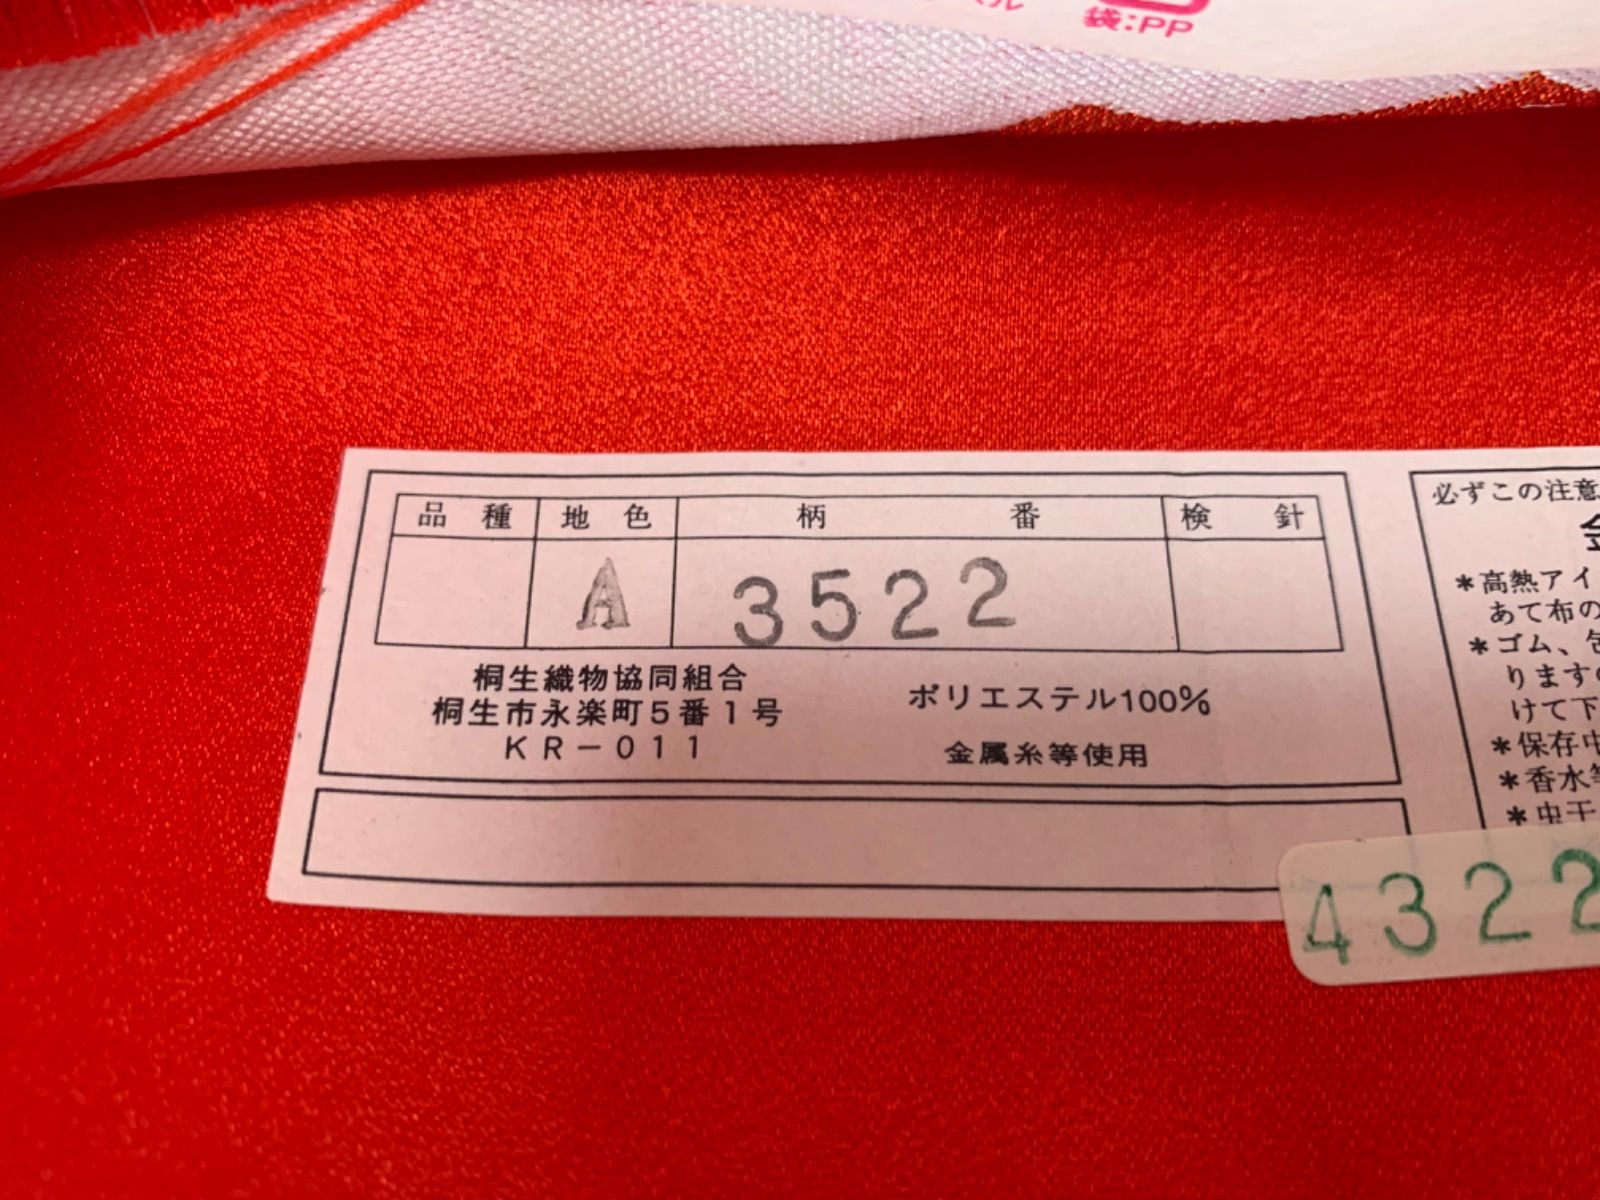 袋:PP
品種 地色 柄番 検針
A 3522
桐生織物協同組合
桐生市永楽町5番1号
KR-011
ポリエステル100%
金属糸等使用
必ずこの注意
*高熱アイ
あて布の
*ゴム、
ります
けて下
*保存中
*香水等
*虫干
4322